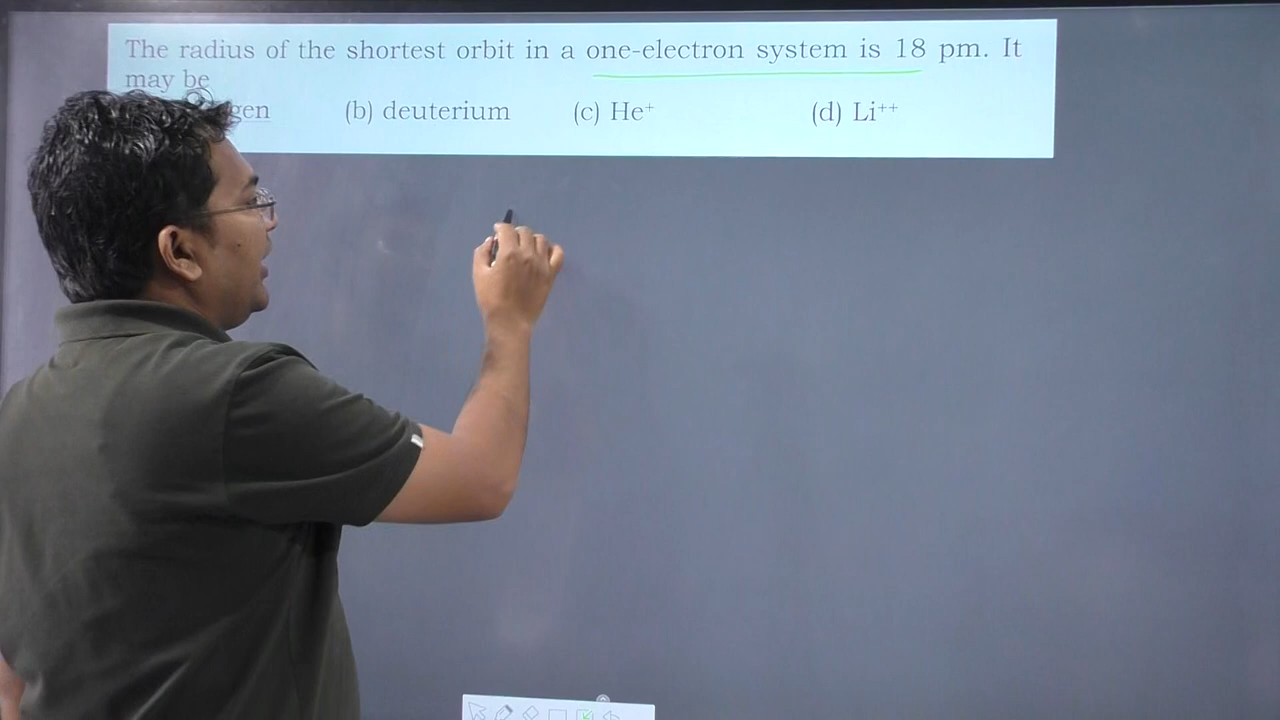 The radius of the shortest orbit in a one-electron system is 18 pm. It
may be
(b) deuterium (c) He⁺ (d) Li⁺⁺